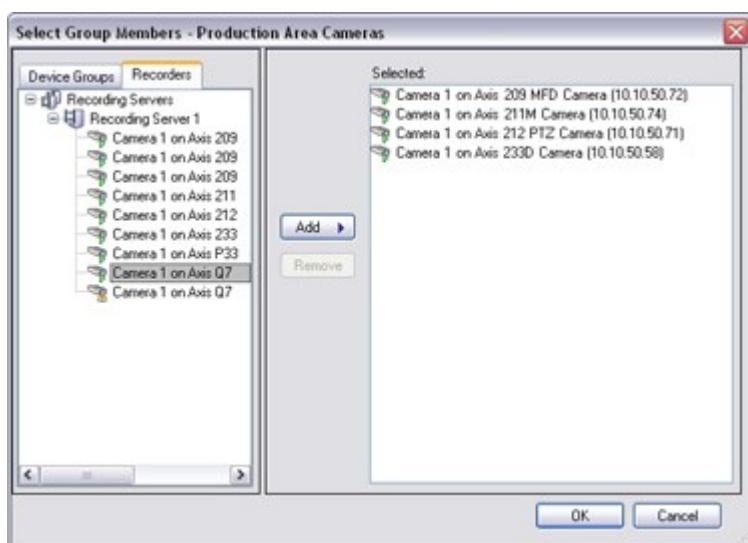 Select Group Members - Production Area Cameras
Device Groups Recorders
Recording Servers
Recording Server 1
Camera 1 on Axis 209
Camera 1 on Axis 209
Camera 1 on Axis 209
Camera 1 on Axis 211
Camera 1 on Axis 212
Camera 1 on Axis 233
Camera 1 on Axis P33
Camera 1 on Axis Q7
Camera 1 on Axis Q7
Add
Remove
Selected:
Camera 1 on Axis 209 MFD Camera (10.10.50.72)
Camera 1 on Axis 211M Camera (10.10.50.74)
Camera 1 on Axis 212 PTZ Camera (10.10.50.71)
Camera 1 on Axis 233D Camera (10.10.50.58)
OK Cancel